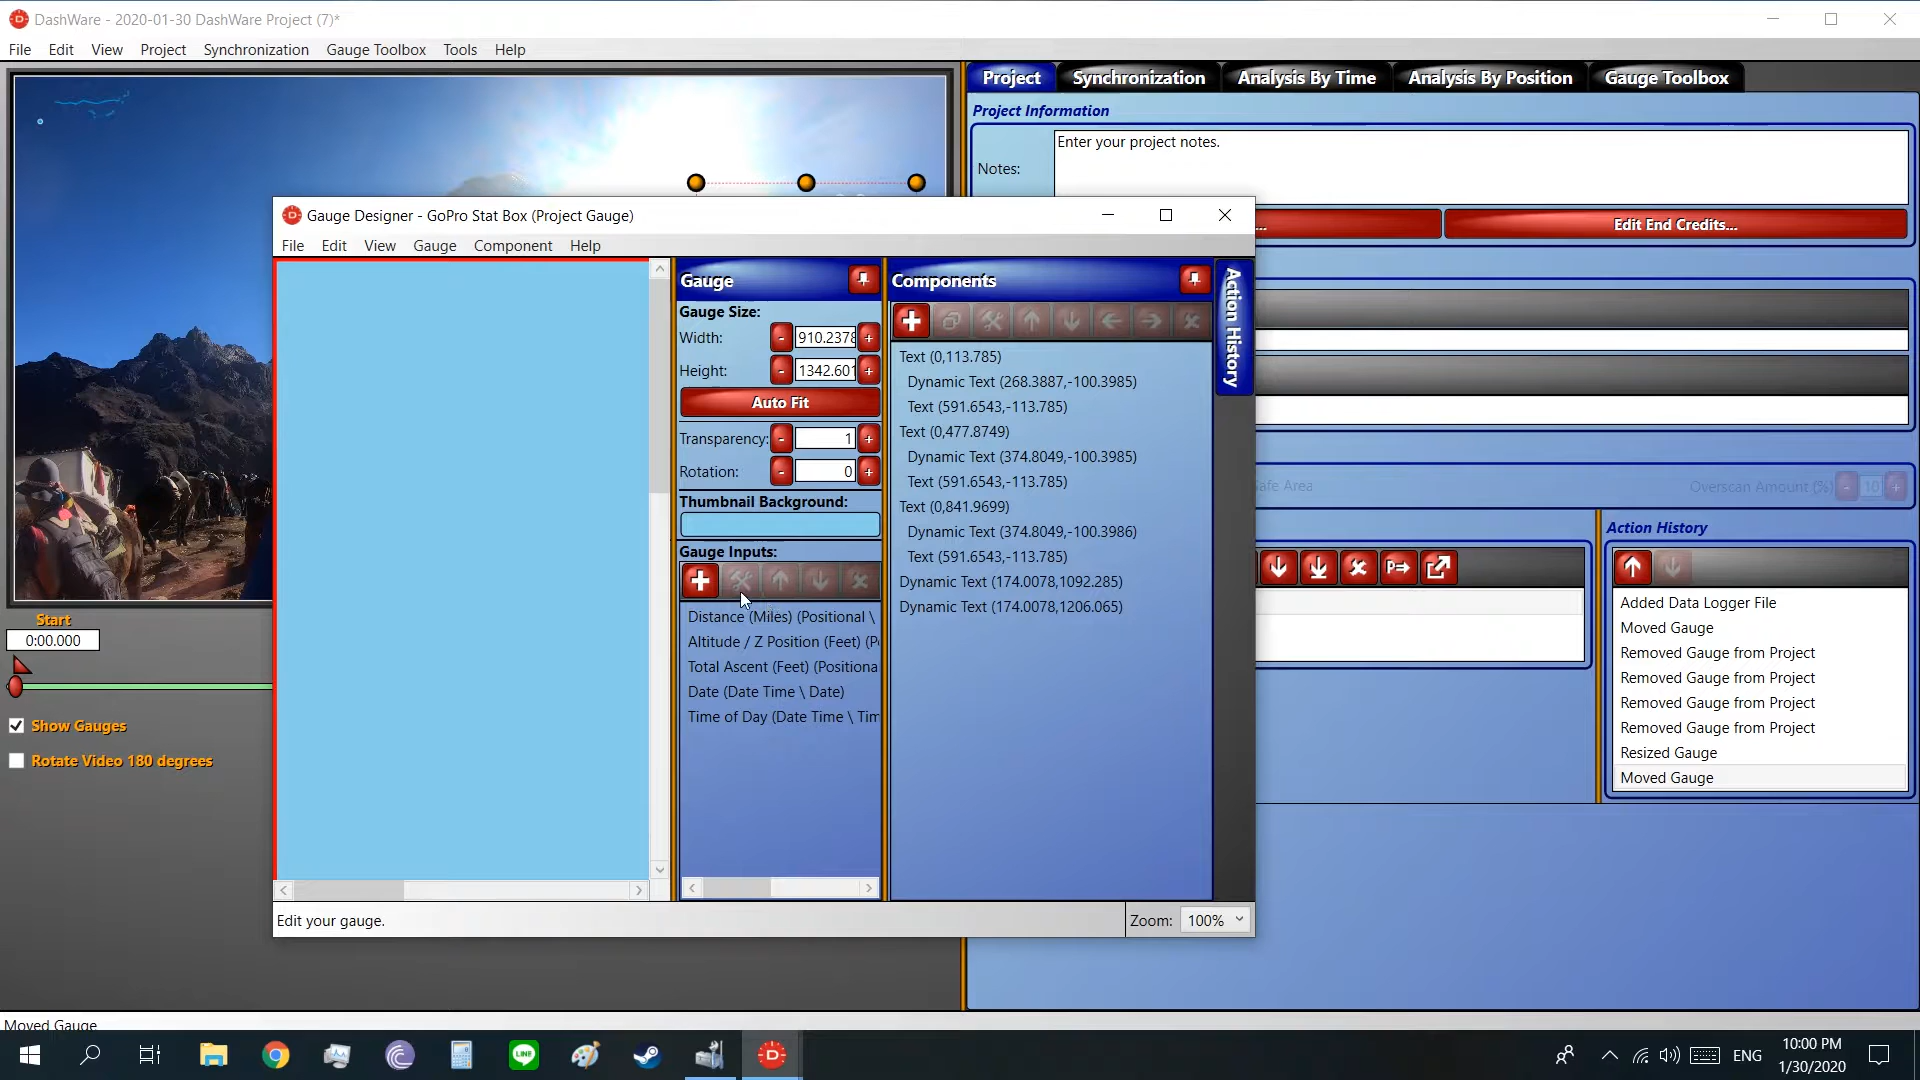 DashWare - 2020-01-30 DashWare Project (7)*
File Edit View Project Synchronization Gauge Toolbox Tools Help
Project Synchronization Analysis By Time Analysis By Position Gauge Toolbox
Project Information
Notes:
Enter your project notes.
... Edit End Credits...
Gauge Designer - GoPro Stat Box (Project Gauge)
File Edit View Gauge Component Help
Gauge
Gauge Size:
Width: - 910.2378 +
Height: - 1342.601 +
Auto Fit
Transparency: - 1 +
Rotation: - 0 +
Thumbnail Background:
Gauge Inputs:
Distance (Miles) (Positional \
Altitude / Z Position (Feet)
Total Ascent (Feet) (Positiona
Date (Date Time \ Date)
Time of Day (Date Time \ Tim
Components
Text (0,113.785)
Dynamic Text (268.3887,-100.3985)
Text (591.6543,-113.785)
Text (0,477.8749)
Dynamic Text (374.8049,-100.3985)
Text (591.6543,-113.785)
Text (0,841.9699)
Dynamic Text (374.8049,-100.3986)
Text (591.6543,-113.785)
Dynamic Text (174.0078,1092.285)
Dynamic Text (174.0078,1206.065)
Action History
Edit your gauge.
Zoom: 100%
Safe Area Overscan Amount (%) - 10 +
P
Action History
Added Data Logger File
Moved Gauge
Removed Gauge from Project
Removed Gauge from Project
Removed Gauge from Project
Removed Gauge from Project
Resized Gauge
Moved Gauge
Start
0:00.000
Show Gauges
Rotate Video 180 degrees
Moved Gauge
LINE
D
ENG
10:00 PM
1/30/2020